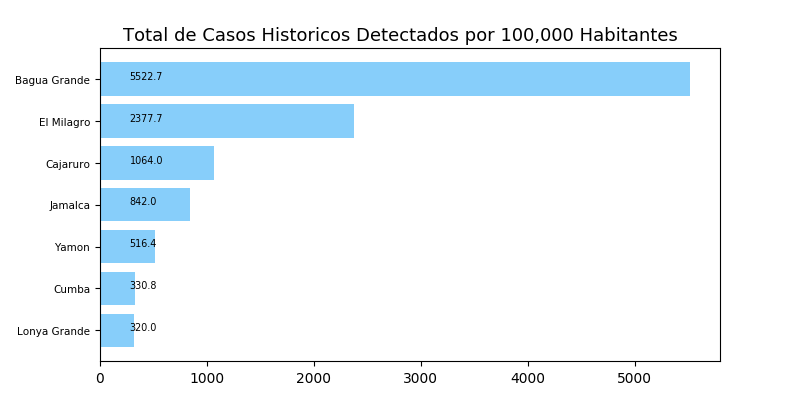 Total de Casos Historicos Detectados por 100,000 Habitantes
Bagua Grande 5522.7
El Milagro 2377.7
Cajaruro 1064.0
Jamalca 842.0
Yamon 516.4
Cumba 330.8
Lonya Grande 320.0
0 1000 2000 3000 4000 5000